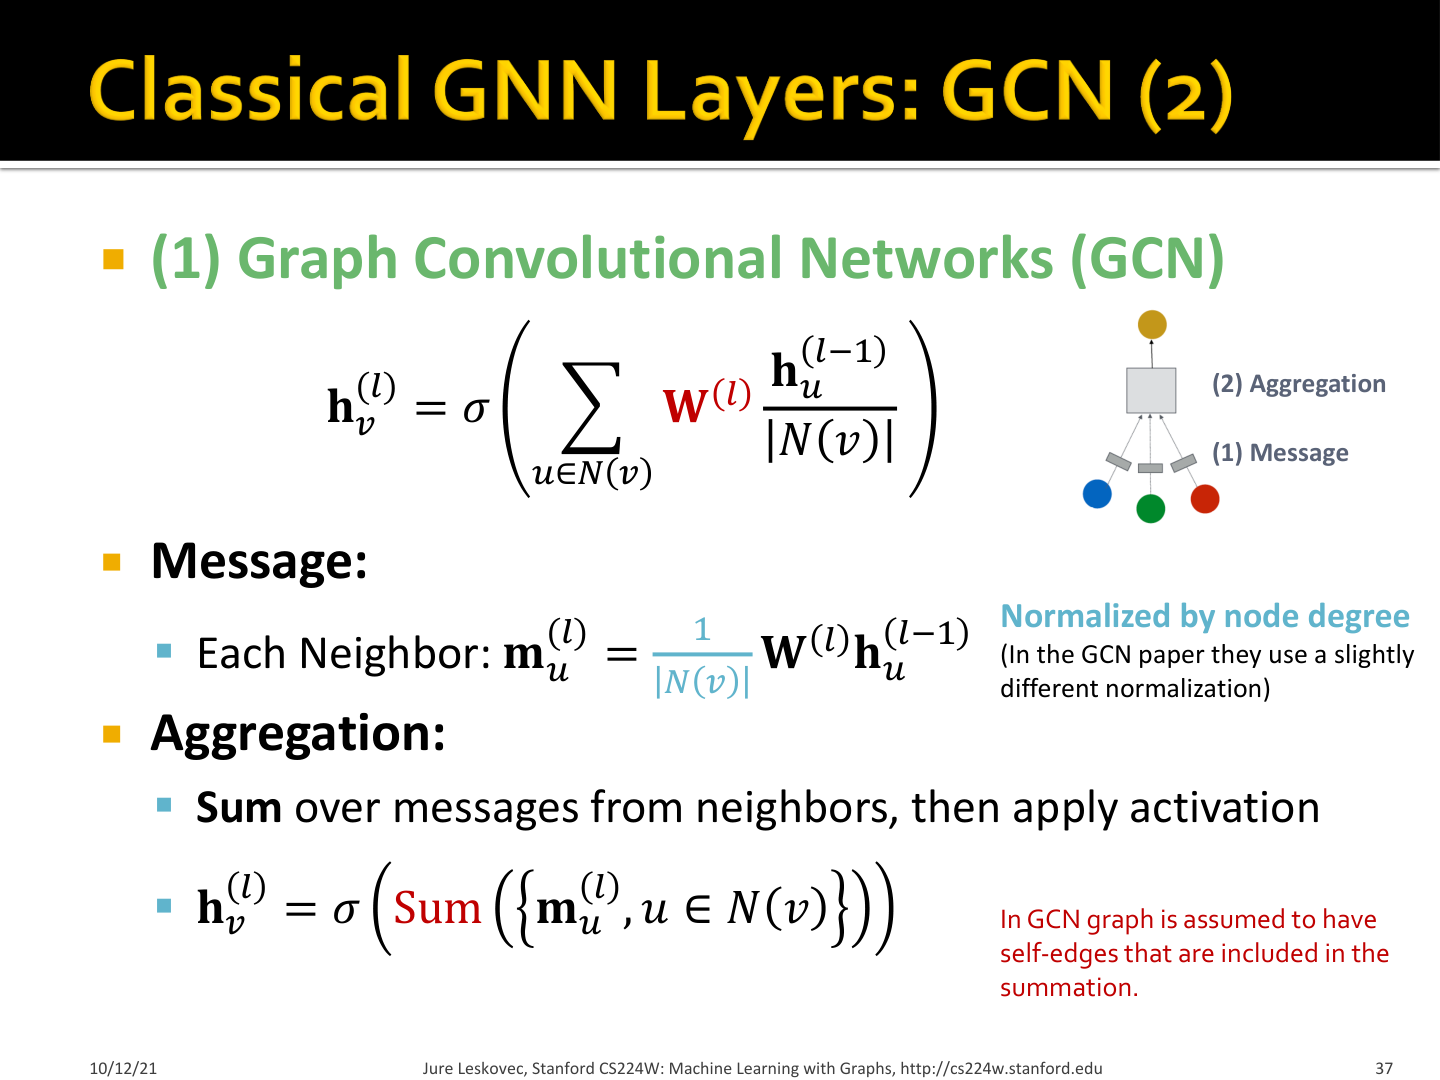 Classical GNN Layers: GCN (2)
(1) Graph Convolutional Networks (GCN)
𝐡_v^(l) = σ( ∑_{u∈N(v)} 𝐖^(l) 𝐡_u^(l−1) / |N(v)| )
(2) Aggregation
(1) Message
Message:
Each Neighbor: 𝐦_u^(l) = 1/|N(v)| 𝐖^(l) 𝐡_u^(l−1)
Normalized by node degree
(In the GCN paper they use a slightly
different normalization)
Aggregation:
Sum over messages from neighbors, then apply activation
𝐡_v^(l) = σ(Sum({𝐦_u^(l), u ∈ N(v)}))
In GCN graph is assumed to have
self-edges that are included in the
summation.
10/12/21
Jure Leskovec, Stanford CS224W: Machine Learning with Graphs, http://cs224w.stanford.edu
37